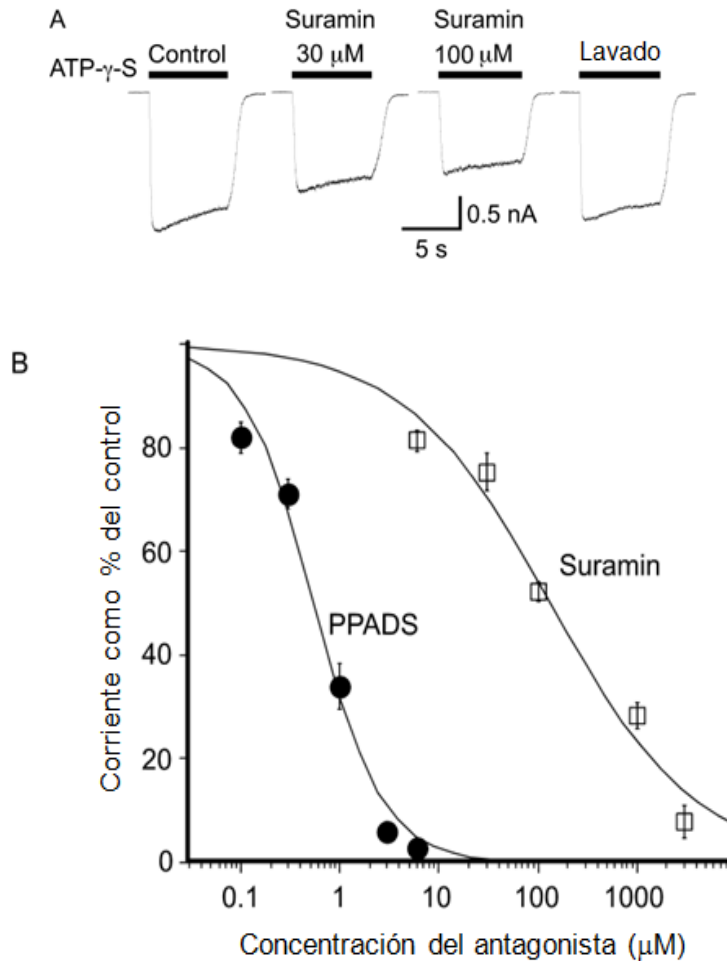 A
Suramin Suramin
ATP-γ-S Control 30 μM 100 μM Lavado
0.5 nA
5 s
B
Corriente como % del control
80
60
40
20
0
PPADS
Suramin
0.1 1 10 100 1000
Concentración del antagonista (μM)